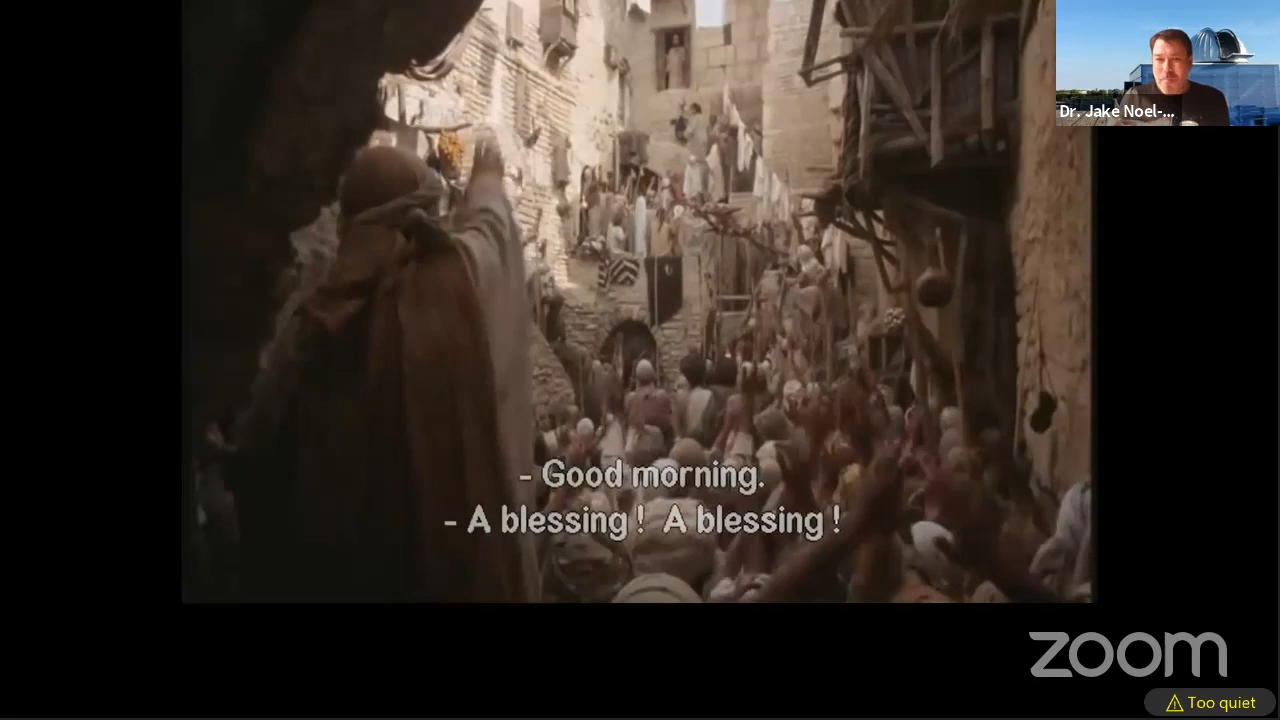 Dr. Jake Noel-...
- Good morning.
- A blessing ! A blessing !
zoom
Too quiet